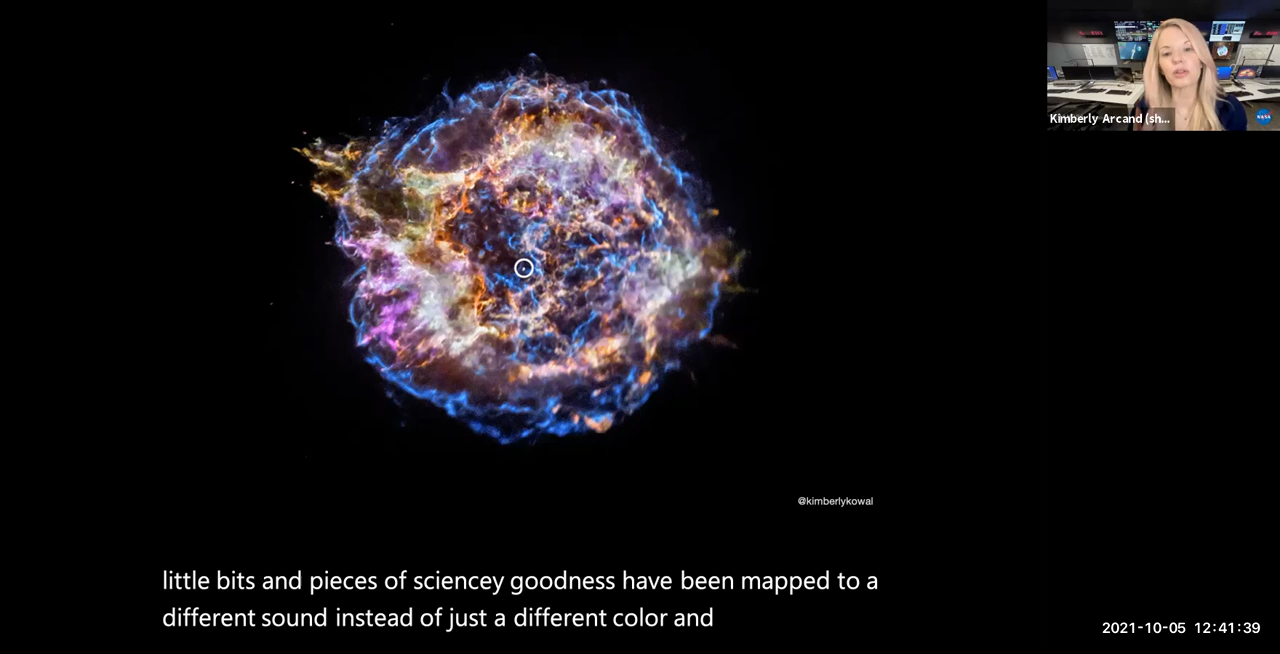 Kimberly Arcand (sh...
NASA
@kimberlykowal
little bits and pieces of sciencey goodness have been mapped to a
different sound instead of just a different color and
2021-10-05 12:41:39